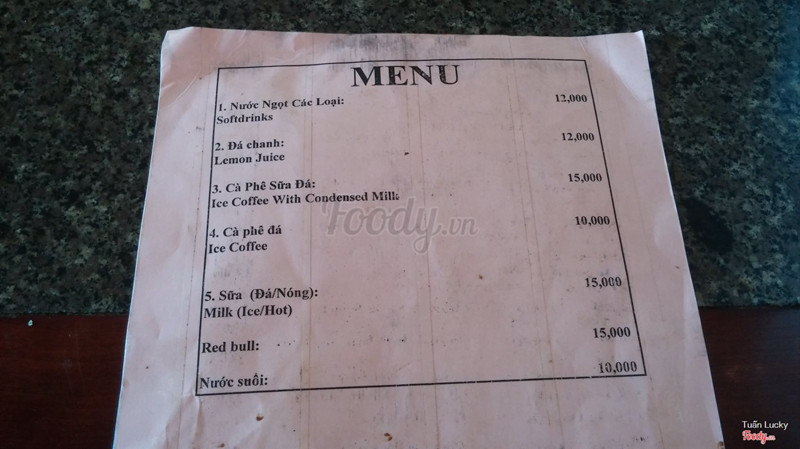 MENU
1. Nước Ngọt Các Loại: 12,000
Softdrinks
2. Đá chanh: 12,000
Lemon Juice
3. Cà Phê Sữa Đá: 15,000
Ice Coffee With Condensed Milk
4. Cà phê đá 10,000
Ice Coffee
5. Sữa (Đá/Nóng): 15,000
Milk (Ice/Hot)
Red bull: 15,000
Nước suối: 10,000
Foody.vn
Tuấn Lucky
Foody.vn